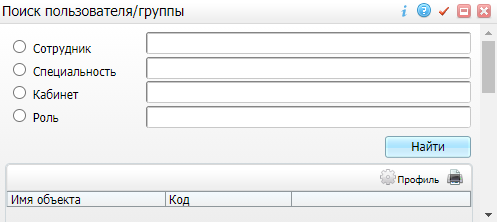 Поиск пользователя/группы
Сотрудник
Специальность
Кабинет
Роль
Найти
Профиль
Имя объекта Код